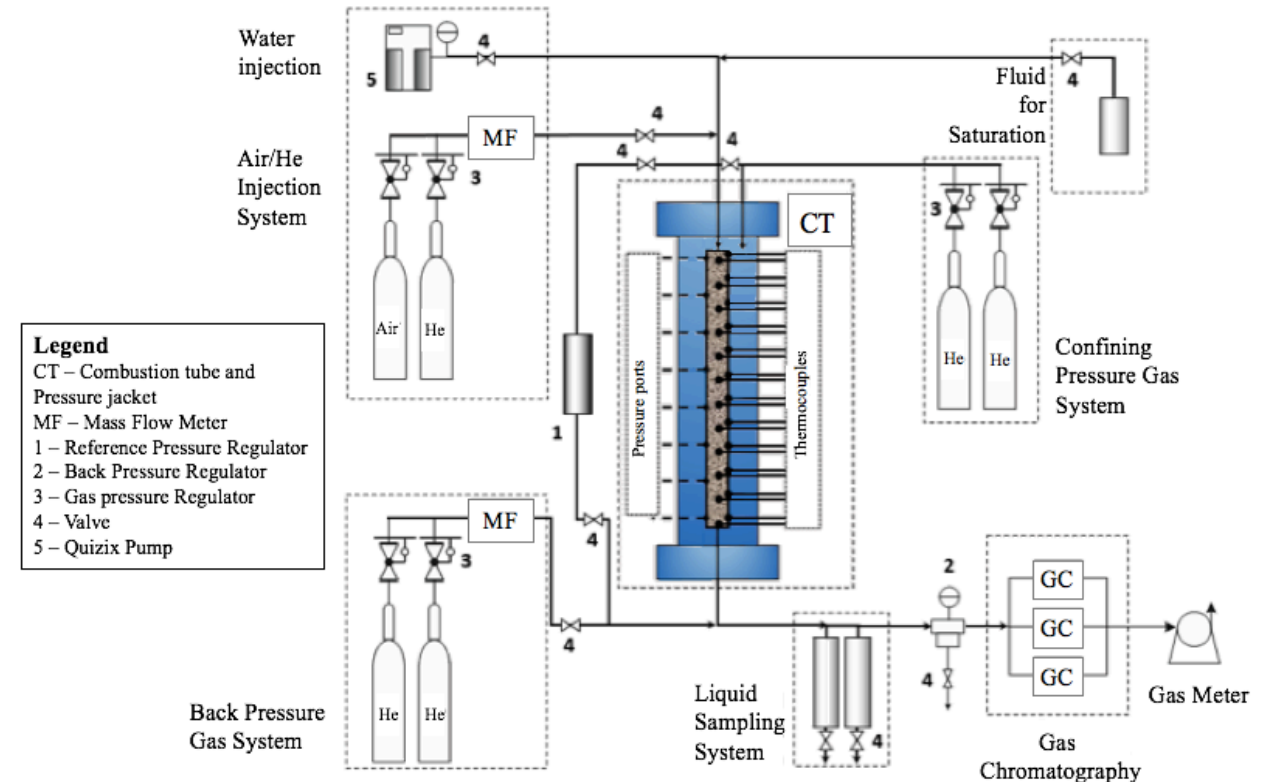 Water
injection
5
4
4
Fluid
for
Saturation
Air/He
Injection
System
MF
3
4
4
4
Air
He
CT
3
He
He
Confining
Pressure Gas
System
Pressure ports
Thermocouples
1
Legend
CT – Combustion tube and
Pressure jacket
MF – Mass Flow Meter
1 – Reference Pressure Regulator
2 – Back Pressure Regulator
3 – Gas pressure Regulator
4 – Valve
5 – Quizix Pump
MF
3
4
4
He
He
Back Pressure
Gas System
Liquid
Sampling
System
4
2
4
GC
GC
GC
Gas
Chromatography
Gas Meter